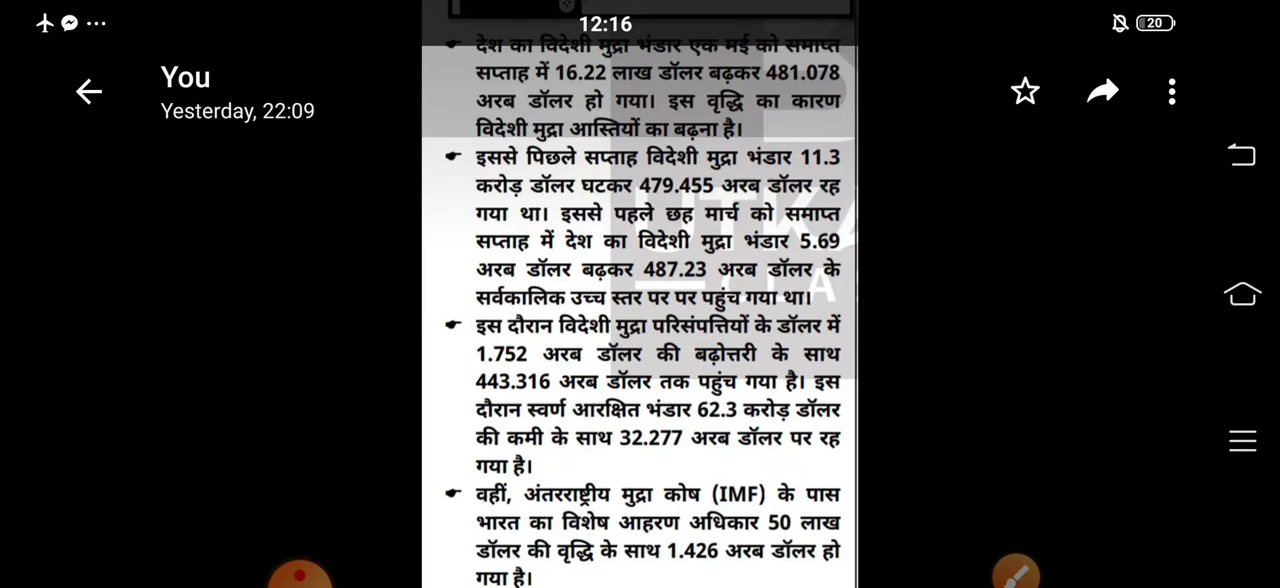 12:16
20
You
Yesterday, 22:09
देश का विदेशी मुद्रा भंडार एक मई को समाप्त
सप्ताह में 16.22 लाख डॉलर बढ़कर 481.078
अरब डॉलर हो गया। इस वृद्धि का कारण
विदेशी मुद्रा आस्तियों का बढ़ना है।
इससे पिछले सप्ताह विदेशी मुद्रा भंडार 11.3
करोड़ डॉलर घटकर 479.455 अरब डॉलर रह
गया था। इससे पहले छह मार्च को समाप्त
सप्ताह में देश का विदेशी मुद्रा भंडार 5.69
अरब डॉलर बढ़कर 487.23 अरब डॉलर के
सर्वकालिक उच्च स्तर पर पर पहुंच गया था।
इस दौरान विदेशी मुद्रा परिसंपत्तियों के डॉलर में
1.752 अरब डॉलर की बढ़ोत्तरी के साथ
443.316 अरब डॉलर तक पहुंच गया है। इस
दौरान स्वर्ण आरक्षित भंडार 62.3 करोड़ डॉलर
की कमी के साथ 32.277 अरब डॉलर पर रह
गया है।
वहीं, अंतरराष्ट्रीय मुद्रा कोष (IMF) के पास
भारत का विशेष आहरण अधिकार 50 लाख
डॉलर की वृद्धि के साथ 1.426 अरब डॉलर हो
गया है।